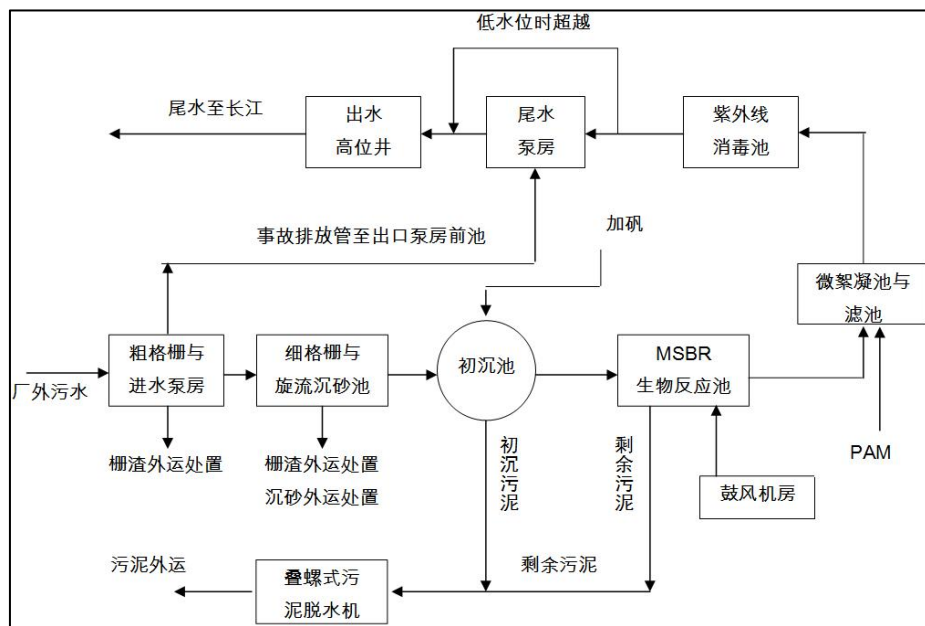 低水位时超越
尾水至长江
出水
高位井
尾水
泵房
紫外线
消毒池
事故排放管至出口泵房前池
加矾
微絮凝池与
滤池
厂外污水
粗格栅与
进水泵房
细格栅与
旋流沉砂池
初沉池
MSBR
生物反应池
栅渣外运处置
栅渣外运处置
沉砂外运处置
初沉污泥
剩余污泥
鼓风机房
PAM
污泥外运
叠螺式污
泥脱水机
剩余污泥